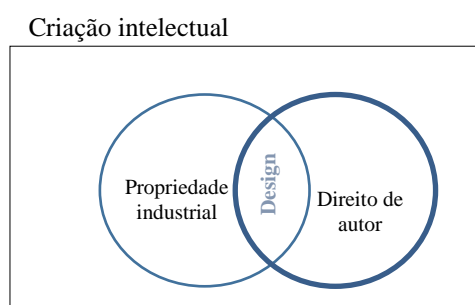 Criação intelectual
Propriedade
industrial
Design
Direito de
autor